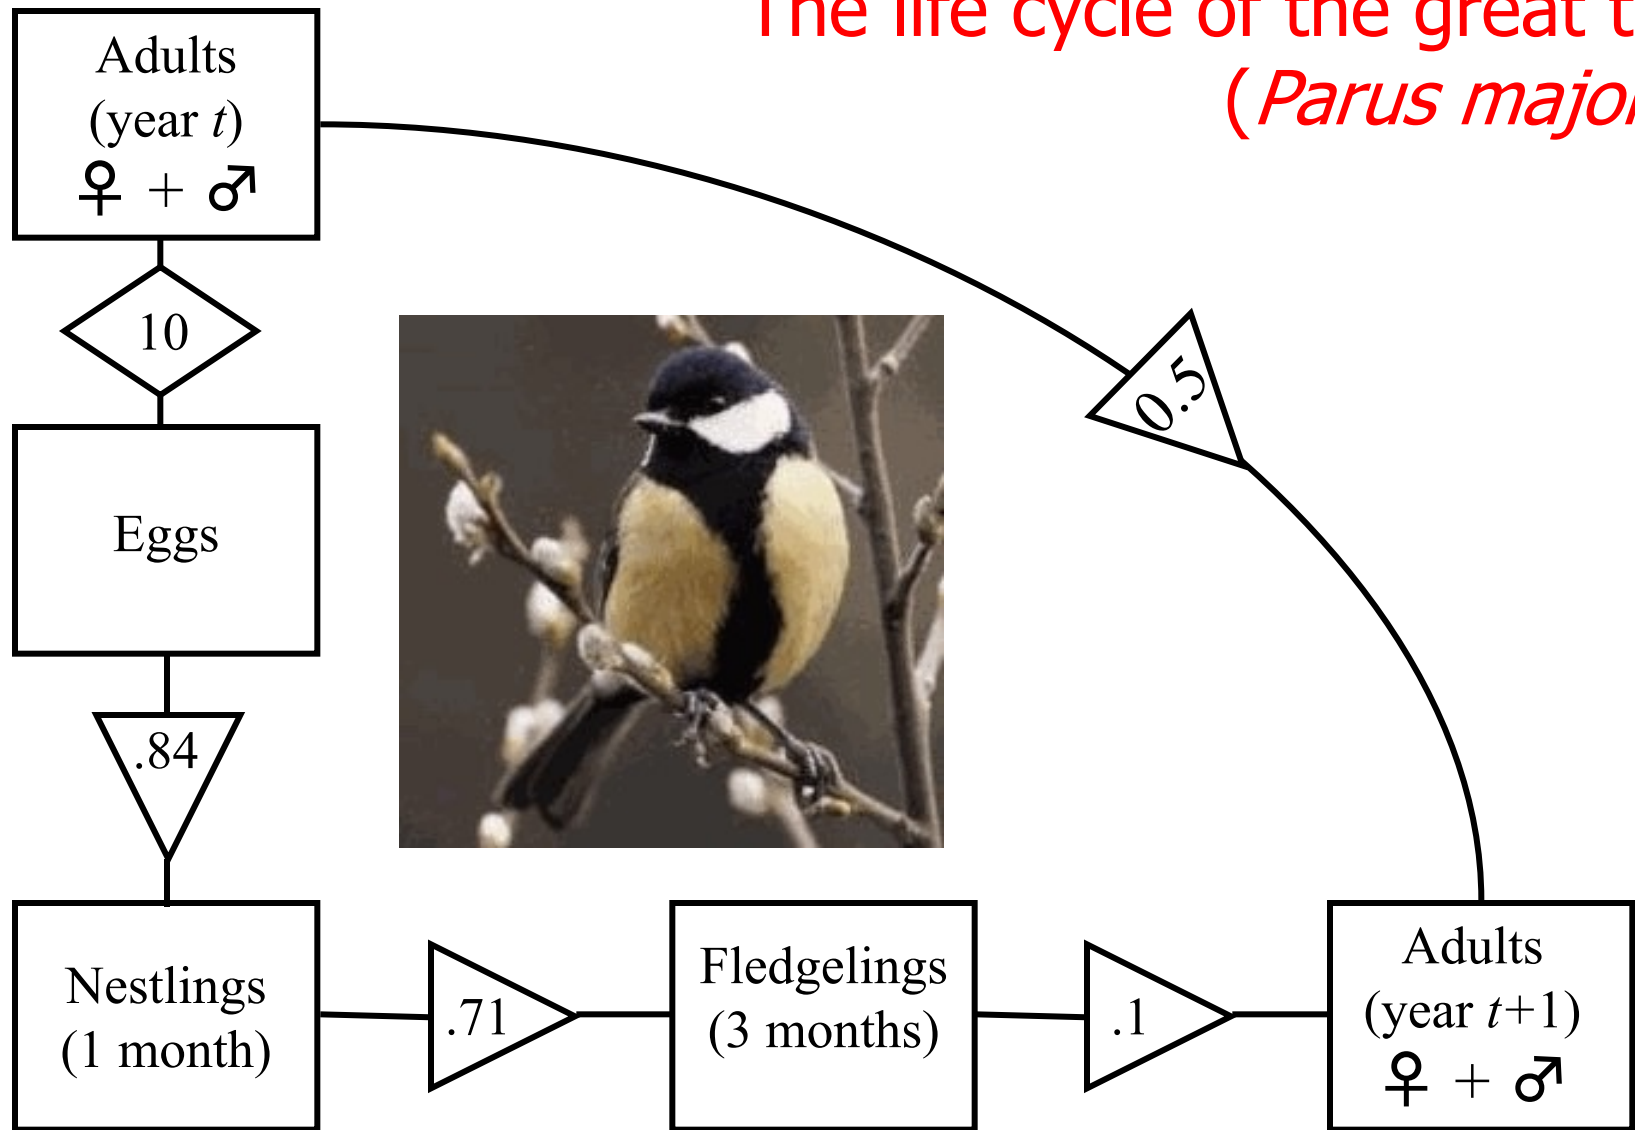 The life cycle of the great t
(Parus major
Adults
(year t)
♀ + ♂
10
Eggs
.84
Nestlings
(1 month)
.71
Fledgelings
(3 months)
.1
Adults
(year t+1)
♀ + ♂
0.5